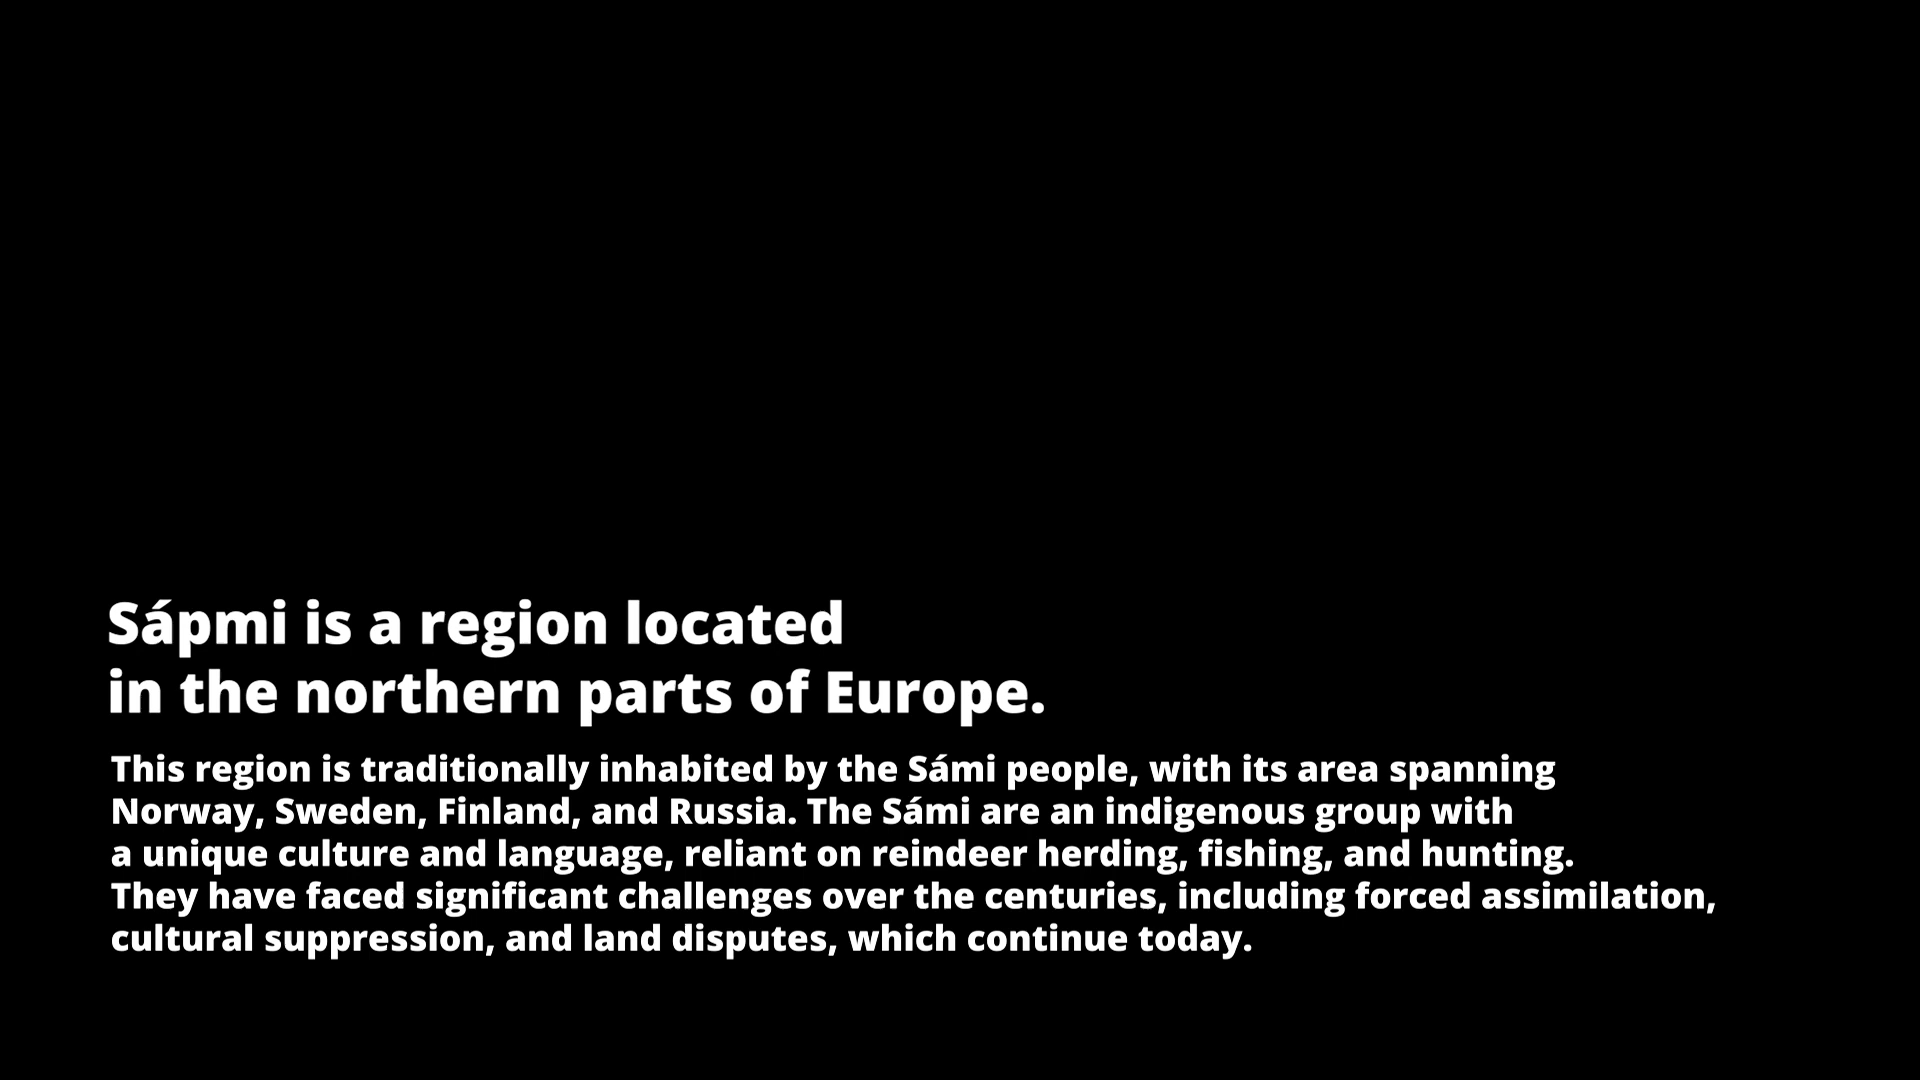 Sápmi is a region located
in the northern parts of Europe.
This region is traditionally inhabited by the Sámi people, with its area spanning
Norway, Sweden, Finland, and Russia. The Sámi are an indigenous group with
a unique culture and language, reliant on reindeer herding, fishing, and hunting.
They have faced significant challenges over the centuries, including forced assimilation,
cultural suppression, and land disputes, which continue today.